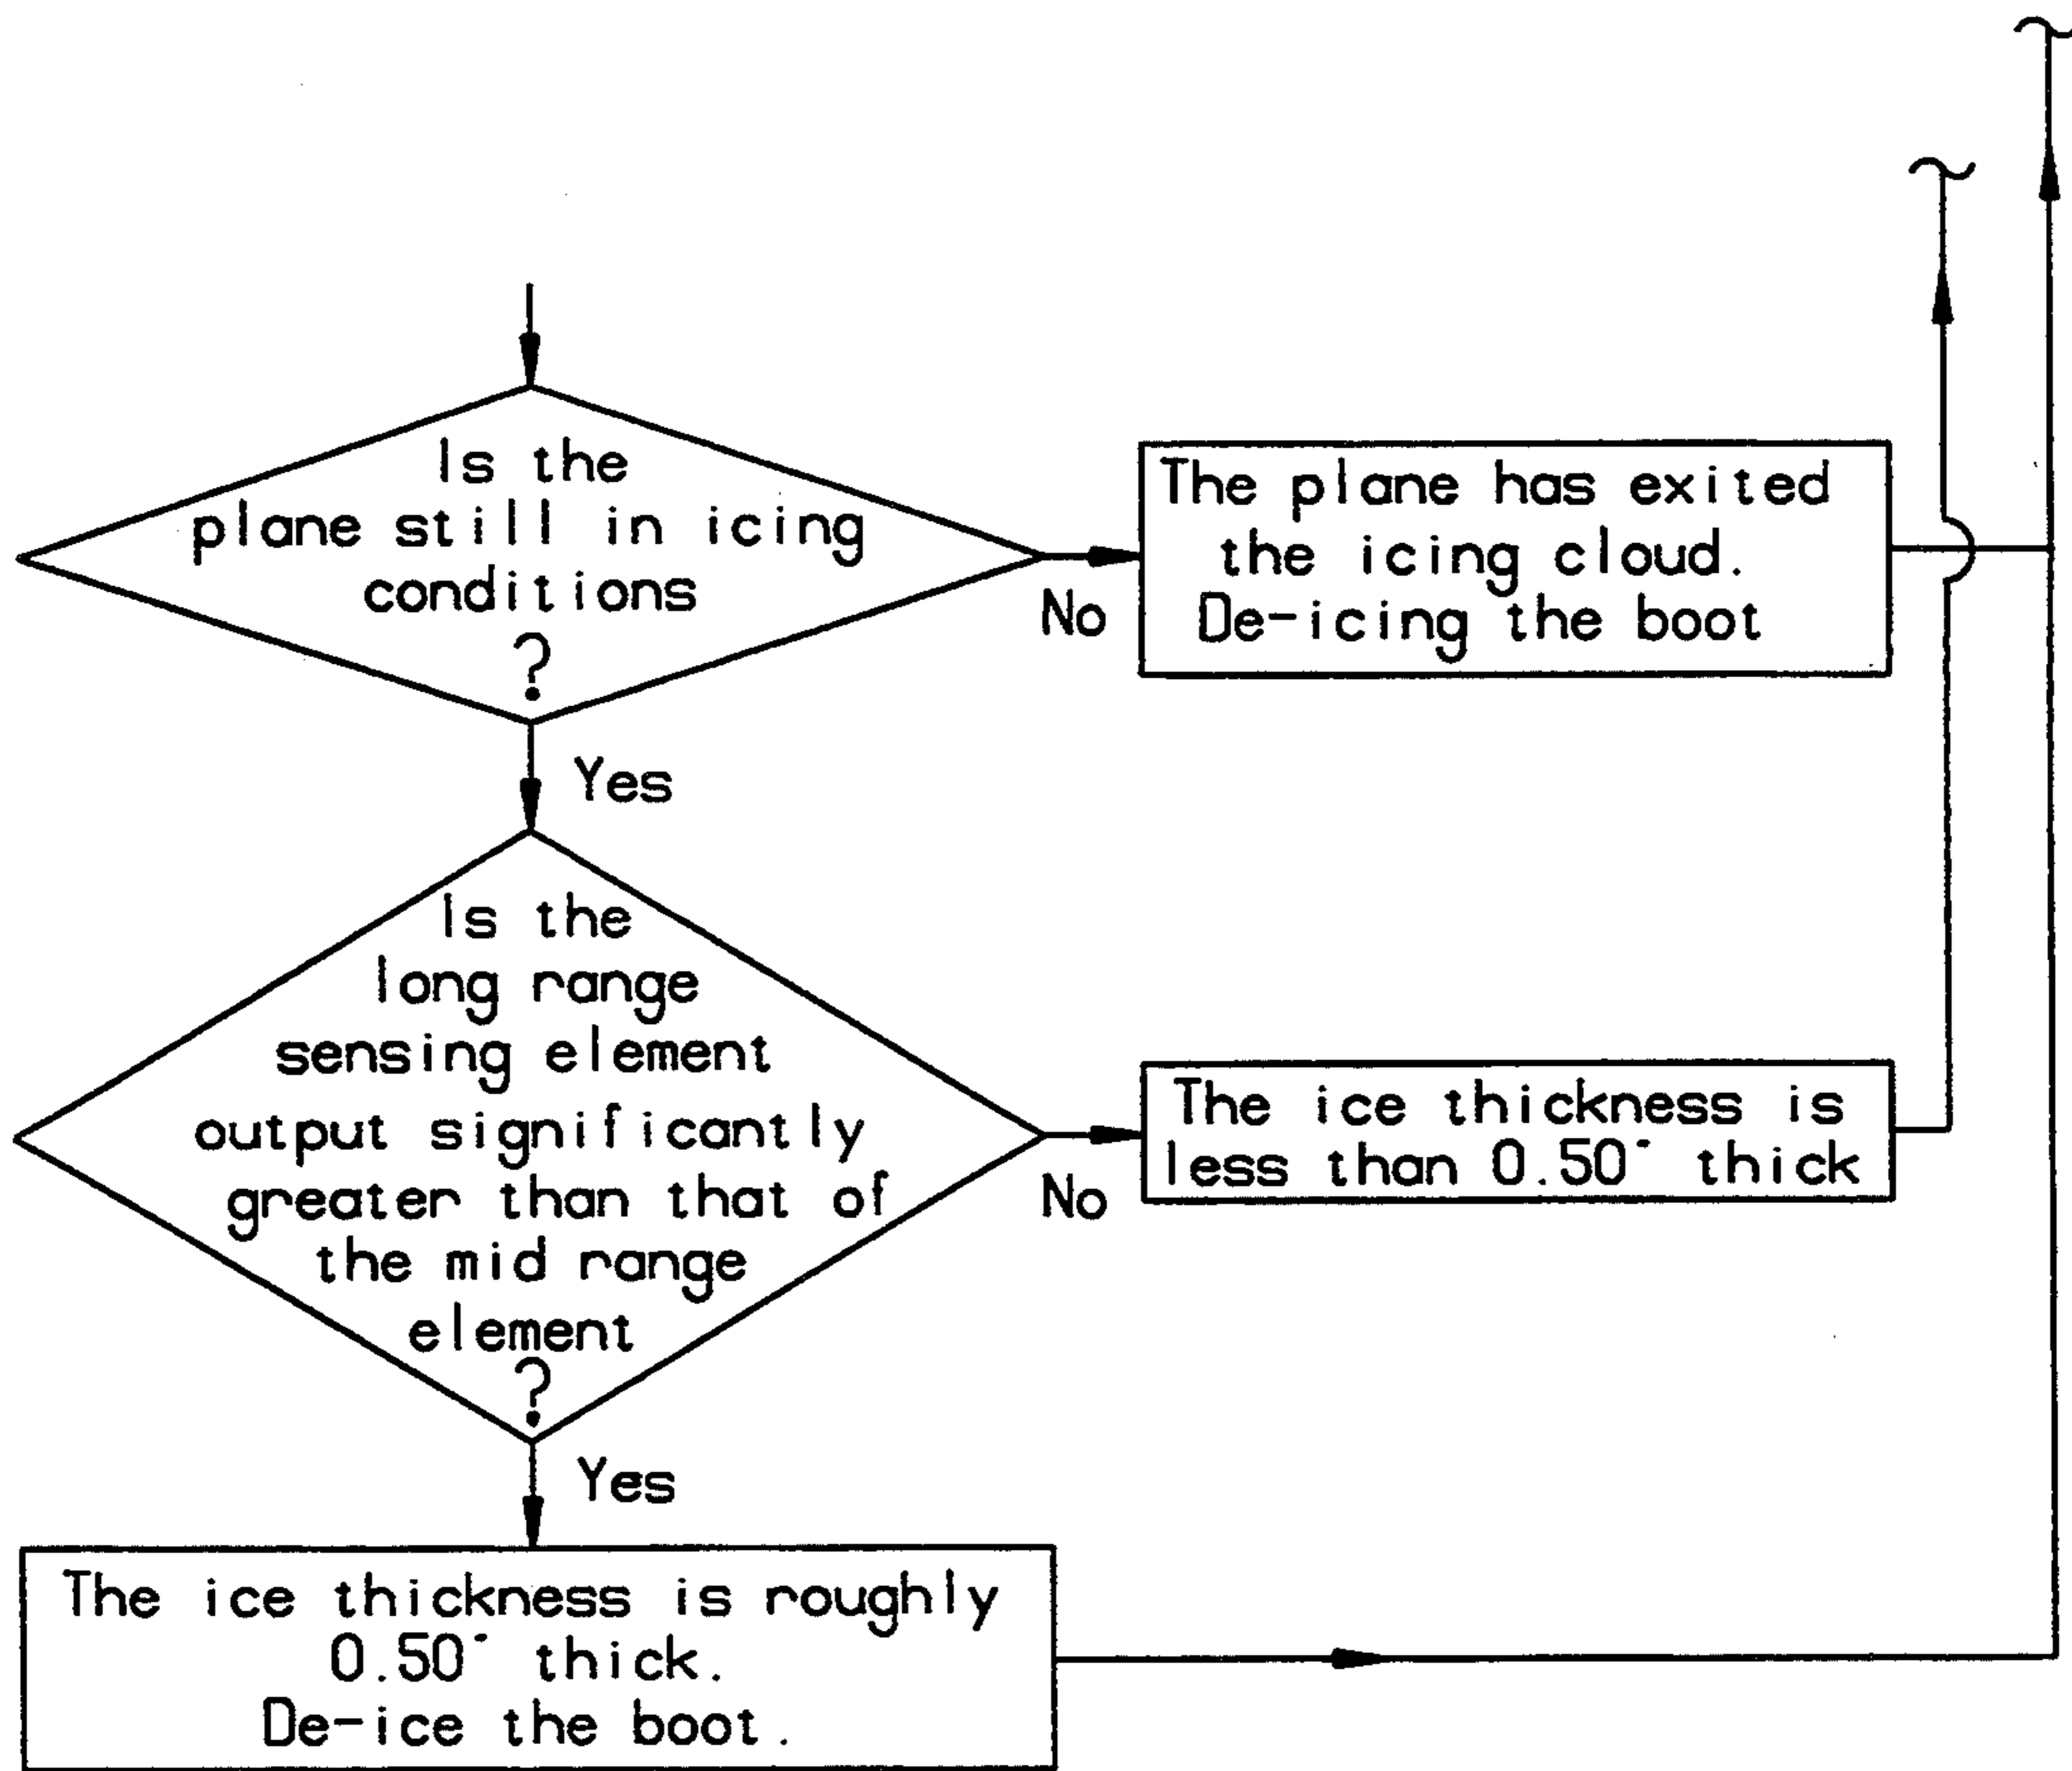 Is the
plane still in icing
conditions
?
No
The plane has exited
the icing cloud.
De-icing the boot
Yes
Is the
long range
sensing element
output significantly
greater than that of
the mid range
element
?
No
The ice thickness is
less than 0.50" thick
Yes
The ice thickness is roughly
0.50" thick.
De-ice the boot.